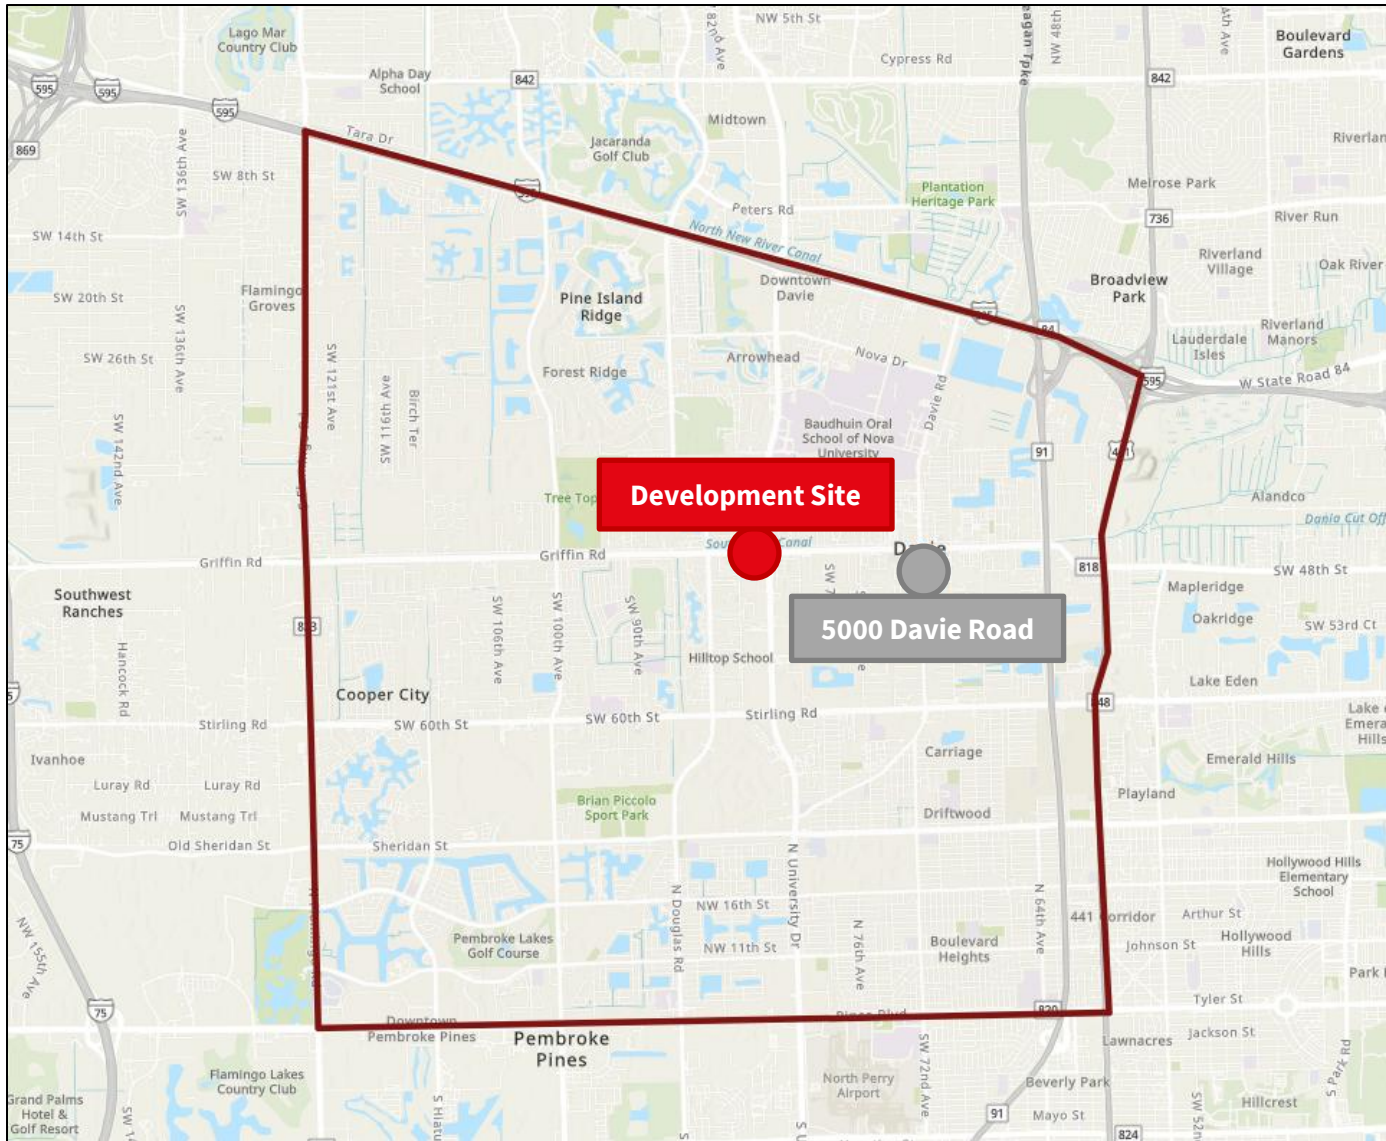 Lago Mar
Country Club
NW 5th St
Boulevard
Gardens
Cypress Rd
Alpha Day
School
842
842
595
595
595
869
Tara Dr
Midtown
Jacaranda
Golf Club
SW 136th Ave
SW 8th St
Plantation
Heritage Park
Melrose Park
Peters Rd
736
River Run
SW 14th St
North New River Canal
Riverland
Village
Oak River
Downtown
Davie
Broadview
Park
Flamingo
Groves
SW 20th St
Pine Island
Ridge
SW 136th Ave
84
Riverland
Manors
Lauderdale
Isles
SW 26th St
SW 121st Ave
Arrowhead
Nova Dr
Forest Ridge
595
W State Road 84
SW 116th Ave
Birch Ter
Davie Rd
SW 142nd Ave
Baudhuin Oral
School of Nova
University
91
Development Site
Tree Top
Alandco
Dania Cut Off
Canal
Griffin Rd
Griffin Rd
818
SW 48th St
Southwest
Ranches
Mapleridge
SW 106th Ave
SW 100th Ave
SW 90th Ave
5000 Davie Road
Oakridge
SW 53rd Ct
Hancock Rd
Hilltop School
Lake Eden
Cooper City
Stirling Rd
SW 60th St
SW 60th St
Stirling Rd
Ivanhoe
Carriage
Emerald Hills
Luray Rd
Luray Rd
Playland
Brian Piccolo
Sport Park
Mustang Trl
Mustang Trl
Driftwood
75
Old Sheridan St
Sheridan St
Hollywood Hills
Elementary
School
N University Dr
N Douglas Rd
N 64th Ave
NW 16th St
441 Corridor
Arthur St
NW 155th Ave
Pembroke Lakes
Golf Course
NW 11th St
N 76th Ave
Boulevard
Heights
Johnson St
Hollywood
Hills
75
820
Tyler St
Downtown
Pembroke Pines
Pembroke
Pines
Jackson St
Lawnacres
SW 72nd Ave
S Park Rd
Flamingo Lakes
Country Club
North Perry
Airport
Beverly Park
Grand Palms
Hotel &
Golf Resort
91
Mayo St
Hillcrest
824